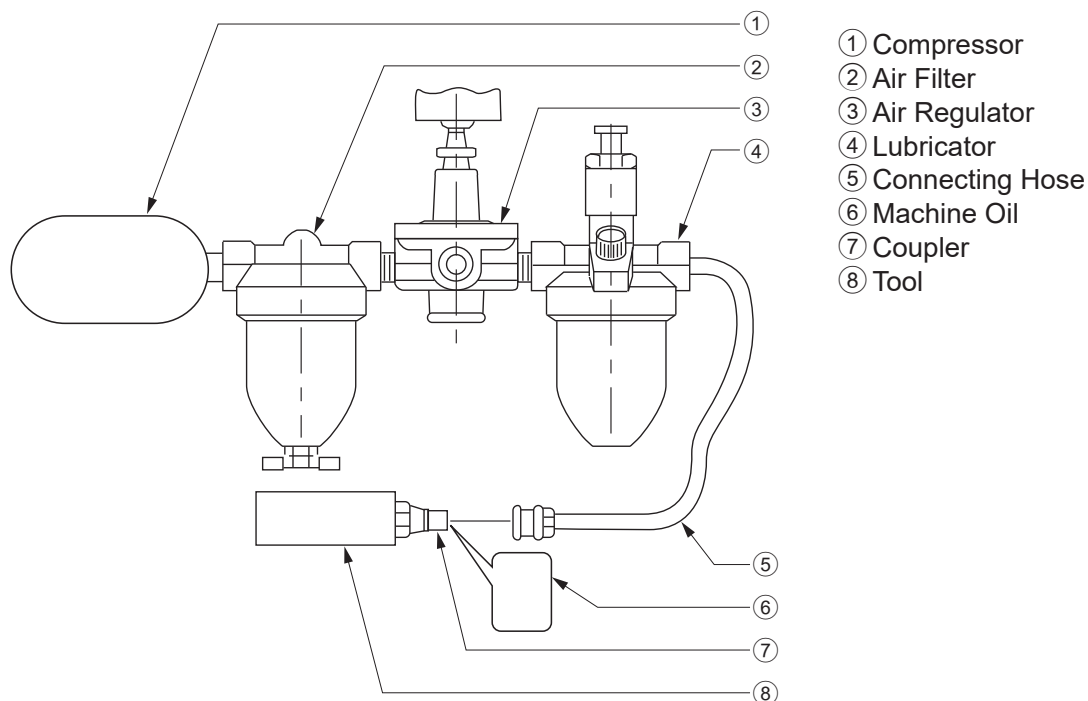 ①
②
③
④
⑤
⑥
⑦
⑧
① Compressor
② Air Filter
③ Air Regulator
④ Lubricator
⑤ Connecting Hose
⑥ Machine Oil
⑦ Coupler
⑧ Tool